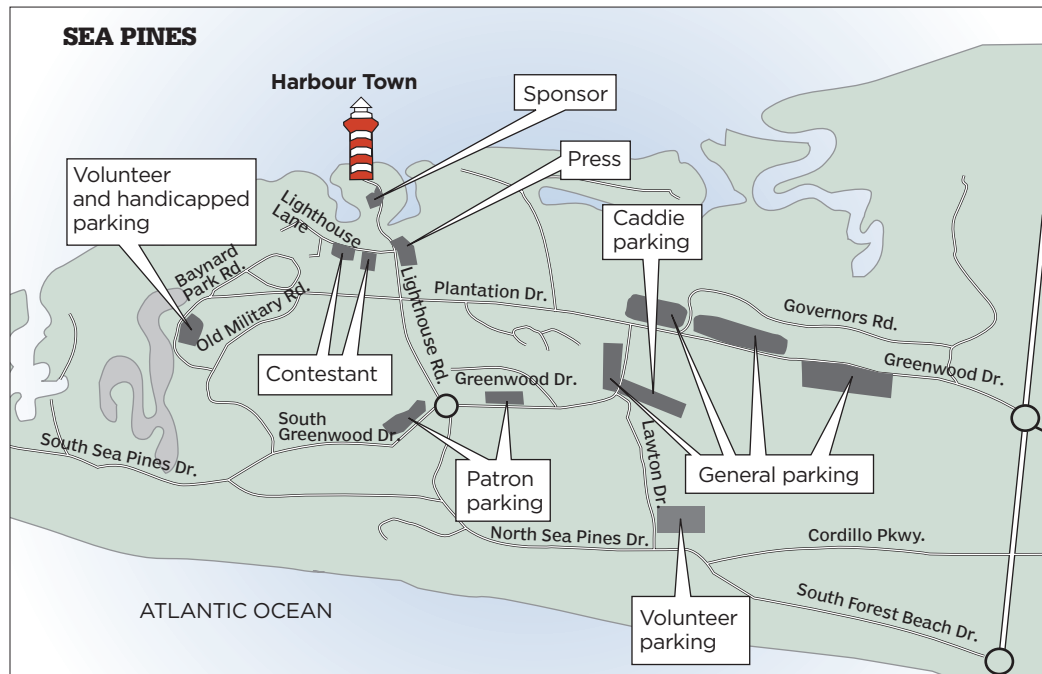 SEA PINES
Harbour Town
Sponsor
Press
Volunteer
and handicapped
parking
Caddie
parking
Lighthouse
Lane
Baynard
Park Rd.
Old Military Rd.
Lighthouse Rd.
Plantation Dr.
Governors Rd.
Greenwood Dr.
Contestant
Greenwood Dr.
South
Greenwood Dr.
South Sea Pines Dr.
Patron
parking
Lawton Dr.
General parking
North Sea Pines Dr.
Cordillo Pkwy.
South Forest Beach Dr.
ATLANTIC OCEAN
Volunteer
parking